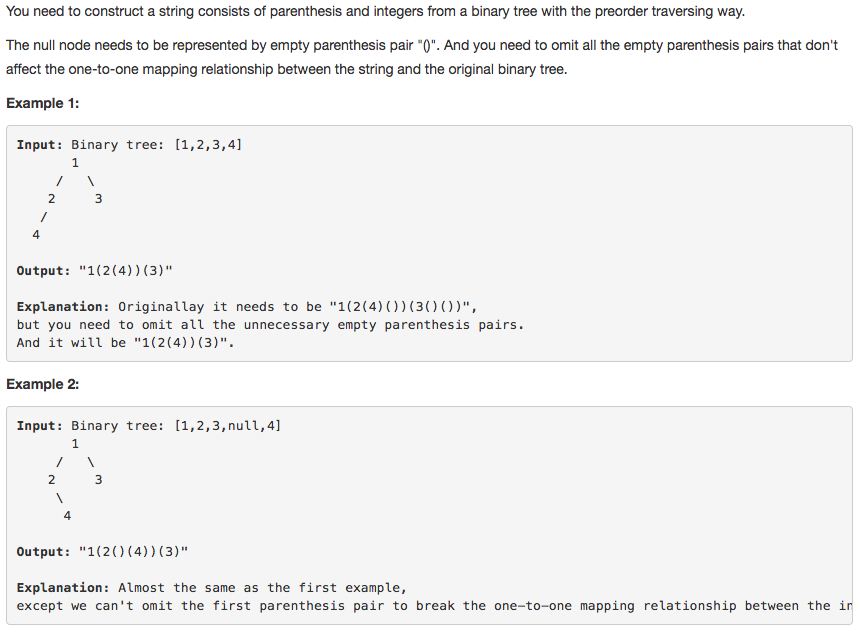 You need to construct a string consists of parenthesis and integers from a binary tree with the preorder traversing way.
The null node needs to be represented by empty parenthesis pair "()". And you need to omit all the empty parenthesis pairs that don't
affect the one-to-one mapping relationship between the string and the original binary tree.
Example 1:
Input: Binary tree: [1,2,3,4]
       1
     /   \
    2     3
   /
  4
Output: "1(2(4))(3)"
Explanation: Originallay it needs to be "1(2(4)())(3()())",
but you need to omit all the unnecessary empty parenthesis pairs.
And it will be "1(2(4))(3)".
Example 2:
Input: Binary tree: [1,2,3,null,4]
       1
     /   \
    2     3
     \
      4
Output: "1(2()(4))(3)"
Explanation: Almost the same as the first example,
except we can't omit the first parenthesis pair to break the one-to-one mapping relationship between the